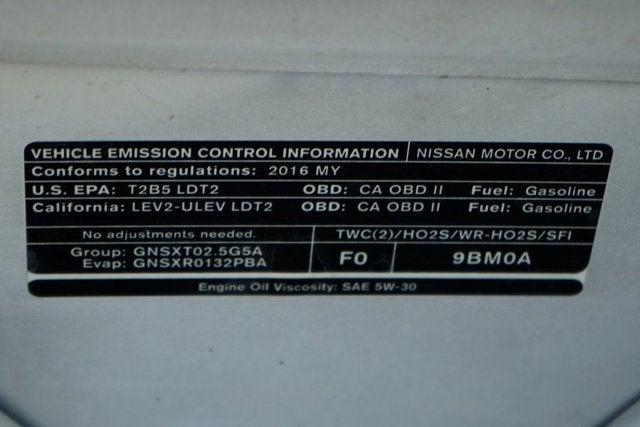 VEHICLE EMISSION CONTROL INFORMATION NISSAN MOTOR CO., LTD
Conforms to regulations: 2016 MY
U.S. EPA: T2B5 LDT2 OBD: CA OBD II Fuel: Gasoline
California: LEV2-ULEV LDT2 OBD: CA OBD II Fuel: Gasoline
No adjustments needed. TWC(2)/HO2S/WR-HO2S/SFI
Group: GNSXT02.5G5A
Evap: GNSXR0132PBA
F0 9BM0A
Engine Oil Viscosity: SAE 5W-30